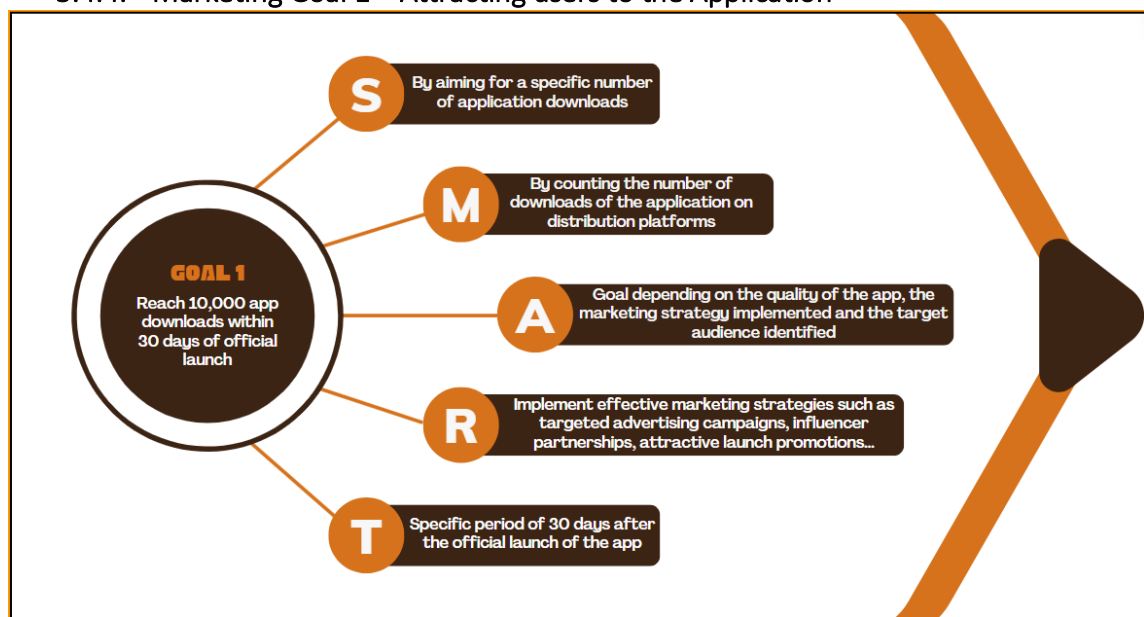 Marketing Goal 1 – Attracting users to the Application
S
By aiming for a specific number
of application downloads
M
By counting the number of
downloads of the application on
distribution platforms
GOAL 1
Reach 10,000 app
downloads within
30 days of official
launch
A
Goal depending on the quality of the app, the
marketing strategy implemented and the target
audience identified
R
Implement effective marketing strategies such as
targeted advertising campaigns, influencer
partnerships, attractive launch promotions...
T
Specific period of 30 days after
the official launch of the app